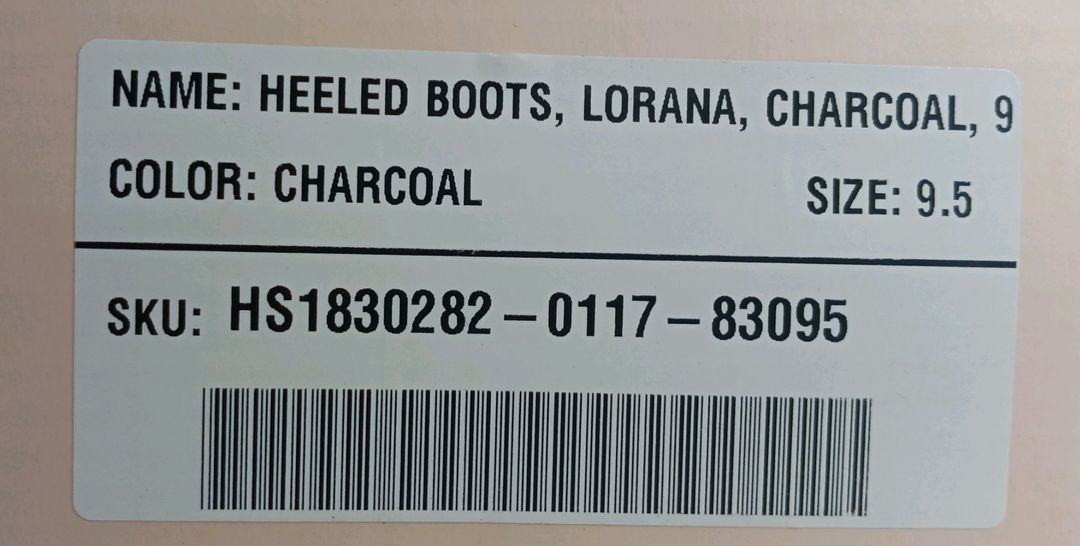 NAME: HEELED BOOTS, LORANA, CHARCOAL, 9
COLOR: CHARCOAL SIZE: 9.5
SKU: HS1830282-0117-83095